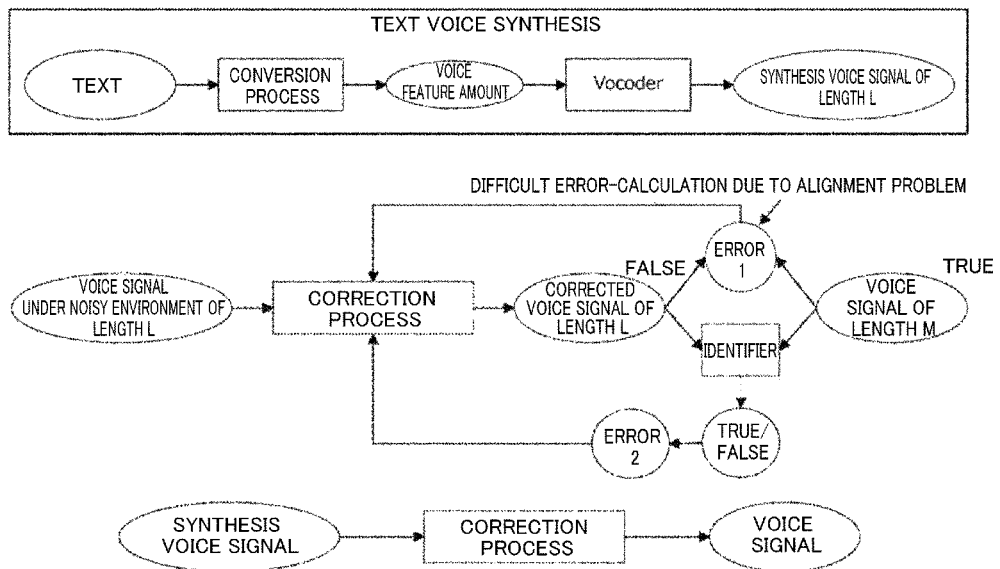 TEXT VOICE SYNTHESIS
TEXT
CONVERSION
PROCESS
VOICE
FEATURE AMOUNT
Vocoder
SYNTHESIS VOICE SIGNAL OF
LENGTH L
DIFFICULT ERROR-CALCULATION DUE TO ALIGNMENT PROBLEM
ERROR
1
FALSE
TRUE
VOICE SIGNAL
UNDER NOISY ENVIRONMENT OF
LENGTH L
CORRECTION
PROCESS
CORRECTED
VOICE SIGNAL OF
LENGTH L
VOICE
SIGNAL OF
LENGTH M
IDENTIFIER
ERROR
2
TRUE/
FALSE
SYNTHESIS
VOICE SIGNAL
CORRECTION
PROCESS
VOICE
SIGNAL